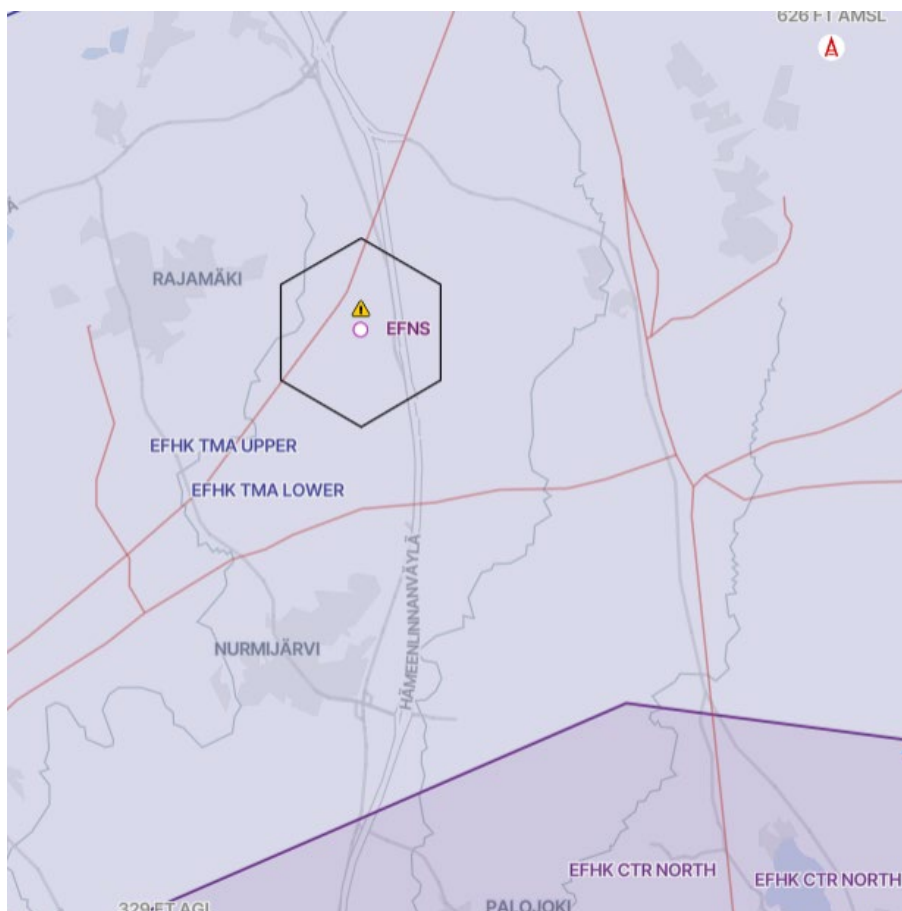 626 FT AMSL
RAJAMÄKI
EFNS
EFHK TMA UPPER
EFHK TMA LOWER
HÄMEENLINNANVÄYLÄ
NURMIJÄRVI
EFHK CTR NORTH
EFHK CTR NORTH
329 FT AGL
PALOJOKI